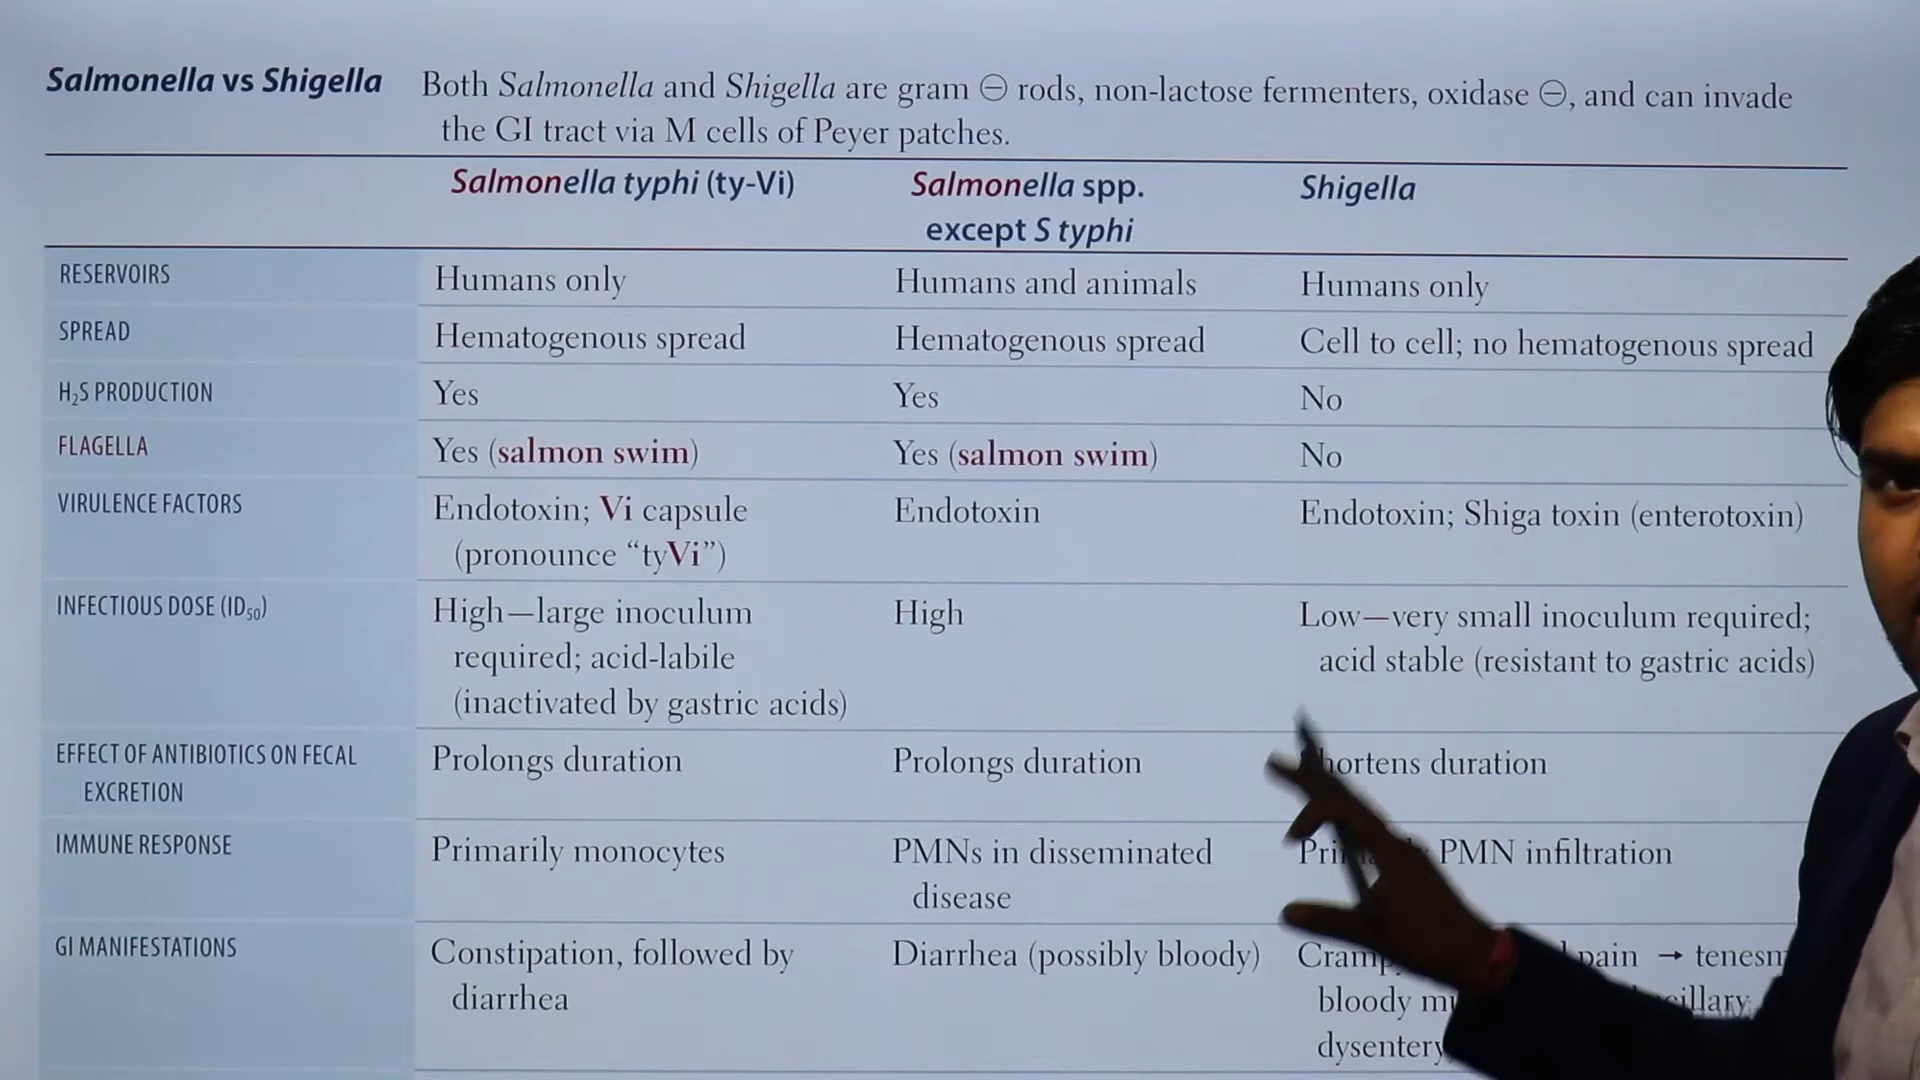 Salmonella vs Shigella
Both Salmonella and Shigella are gram ⊖ rods, non-lactose fermenters, oxidase ⊖, and can invade
the GI tract via M cells of Peyer patches.
Salmonella typhi (ty-Vi)
Salmonella spp.
except S typhi
Shigella
RESERVOIRS
Humans only
Humans and animals
Humans only
SPREAD
Hematogenous spread
Hematogenous spread
Cell to cell; no hematogenous spread
H₂S PRODUCTION
Yes
Yes
No
FLAGELLA
Yes (salmon swim)
Yes (salmon swim)
No
VIRULENCE FACTORS
Endotoxin; Vi capsule
(pronounce “tyVi”)
Endotoxin
Endotoxin; Shiga toxin (enterotoxin)
INFECTIOUS DOSE (ID₅₀)
High—large inoculum
required; acid-labile
(inactivated by gastric acids)
High
Low—very small inoculum required;
acid stable (resistant to gastric acids)
EFFECT OF ANTIBIOTICS ON FECAL
EXCRETION
Prolongs duration
Prolongs duration
duration
IMMUNE RESPONSE
Primarily monocytes
PMNs in disseminated
disease
PMN infiltration
GI MANIFESTATIONS
Constipation, followed by
diarrhea
Diarrhea (possibly bloody)
pain →
bloody
dysentery